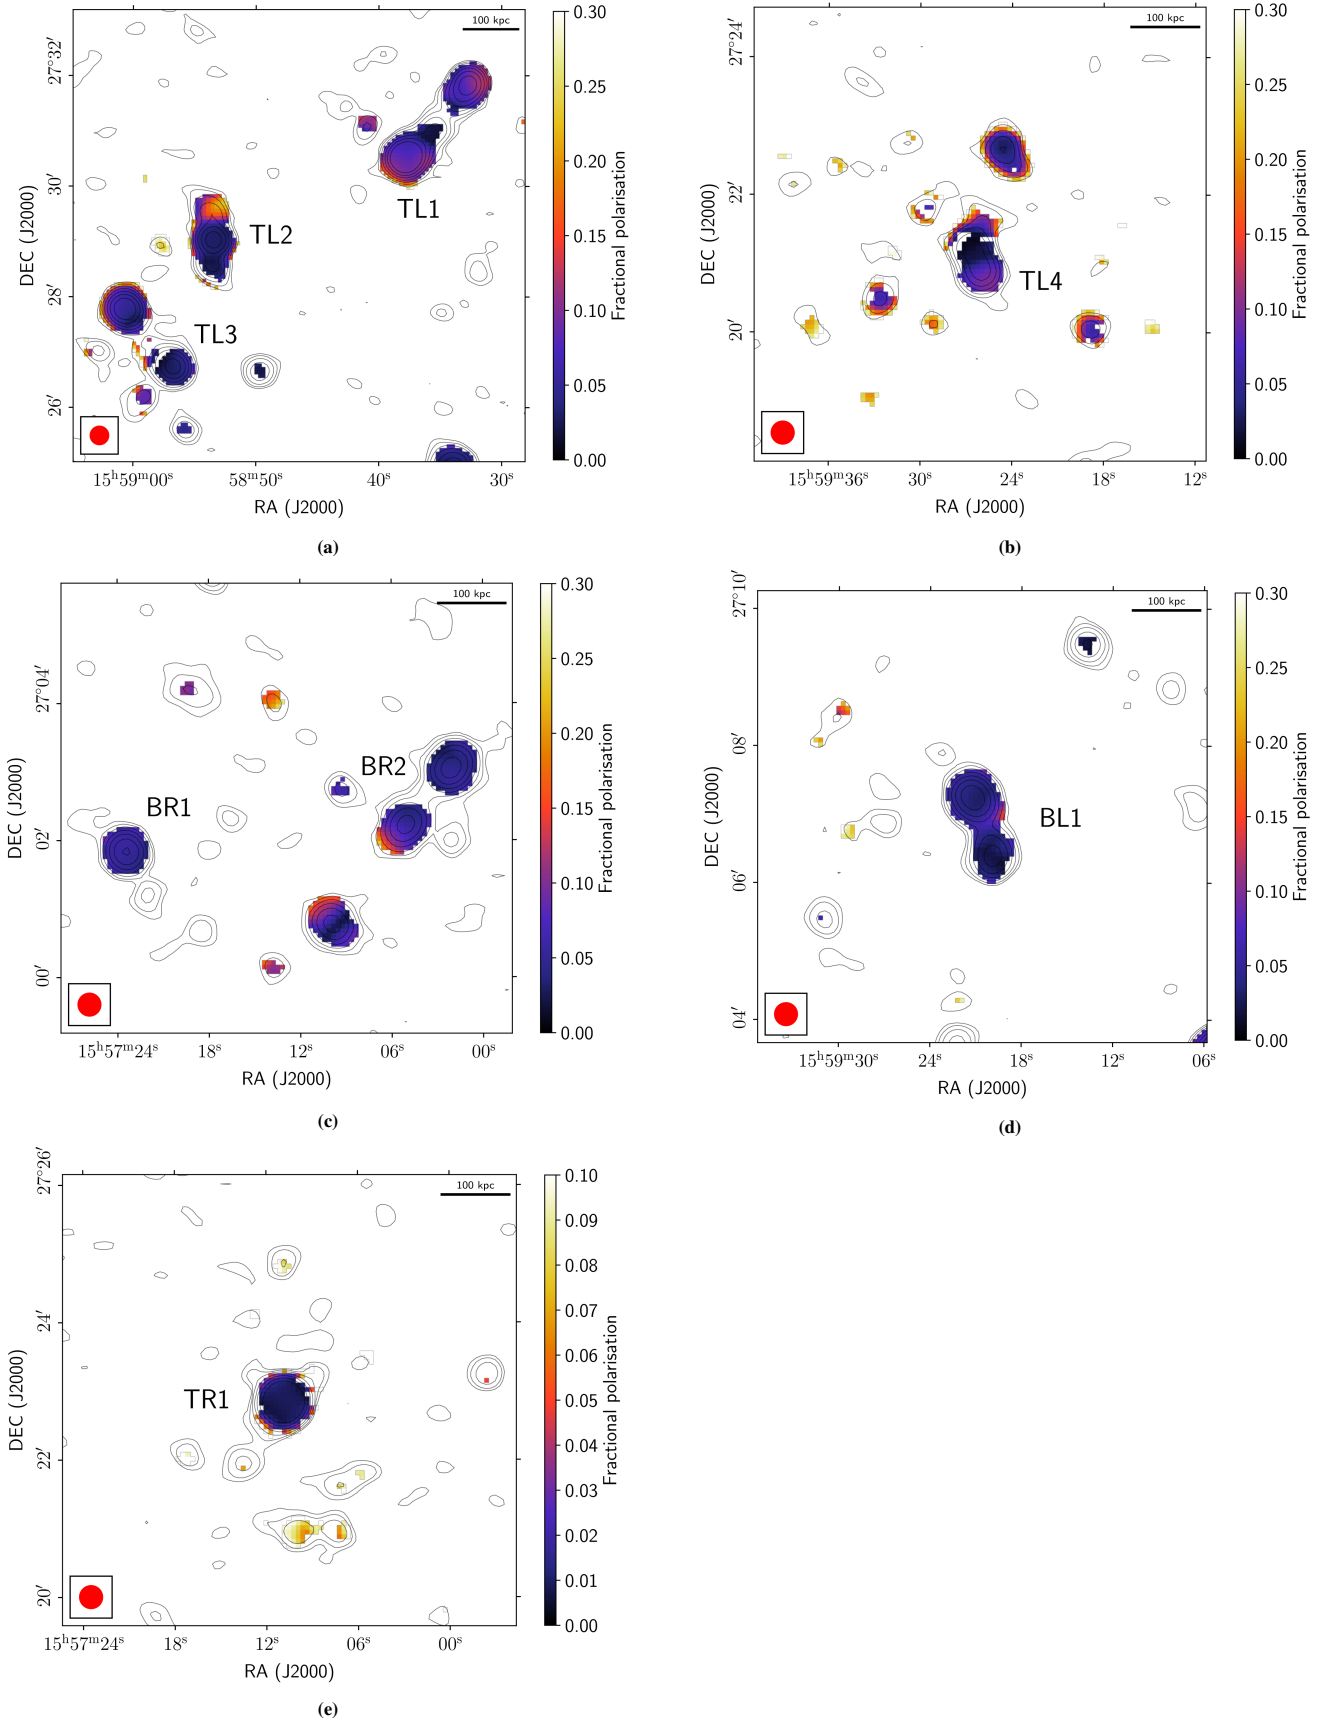 100 kpc
27°32′
30′
28′
26′
DEC (J2000)
TL1
TL2
TL3
15ʰ59ᵐ00ˢ
58ᵐ50ˢ
40ˢ
30ˢ
RA (J2000)
0.30
0.25
0.20
0.15
0.10
0.05
0.00
Fractional polarisation
(a)
100 kpc
27°24′
22′
20′
DEC (J2000)
TL4
15ʰ59ᵐ36ˢ
30ˢ
24ˢ
18ˢ
12ˢ
RA (J2000)
0.30
0.25
0.20
0.15
0.10
0.05
0.00
Fractional polarisation
(b)
100 kpc
27°04′
02′
00′
DEC (J2000)
BR2
BR1
15ʰ57ᵐ24ˢ
18ˢ
12ˢ
06ˢ
00ˢ
RA (J2000)
0.30
0.25
0.20
0.15
0.10
0.05
0.00
Fractional polarisation
(c)
100 kpc
27°10′
08′
06′
04′
DEC (J2000)
BL1
15ʰ59ᵐ30ˢ
24ˢ
18ˢ
12ˢ
06ˢ
RA (J2000)
0.30
0.25
0.20
0.15
0.10
0.05
0.00
Fractional polarisation
(d)
100 kpc
27°26′
24′
22′
20′
DEC (J2000)
TR1
15ʰ57ᵐ24ˢ
18ˢ
12ˢ
06ˢ
00ˢ
RA (J2000)
0.10
0.09
0.08
0.07
0.06
0.05
0.04
0.03
0.02
0.01
0.00
Fractional polarisation
(e)